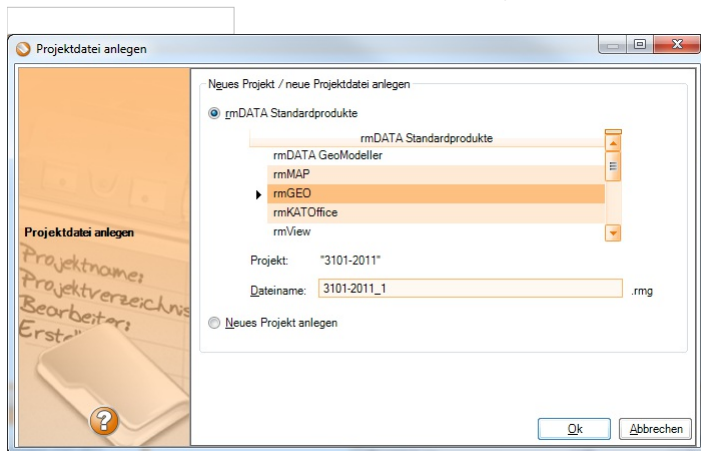 Projektdatei anlegen
Neues Projekt / neue Projektdatei anlegen
rmDATA Standardprodukte
rmDATA Standardprodukte
rmDATA GeoModeller
rmMAP
rmGEO
rmKATOffice
rmView
Projektdatei anlegen
Projektname:
Projektverzeichnis
Bearbeiter:
Projekt: "3101-2011"
Dateiname: 3101-2011_1 .rmg
Neues Projekt anlegen
Ok Abbrechen